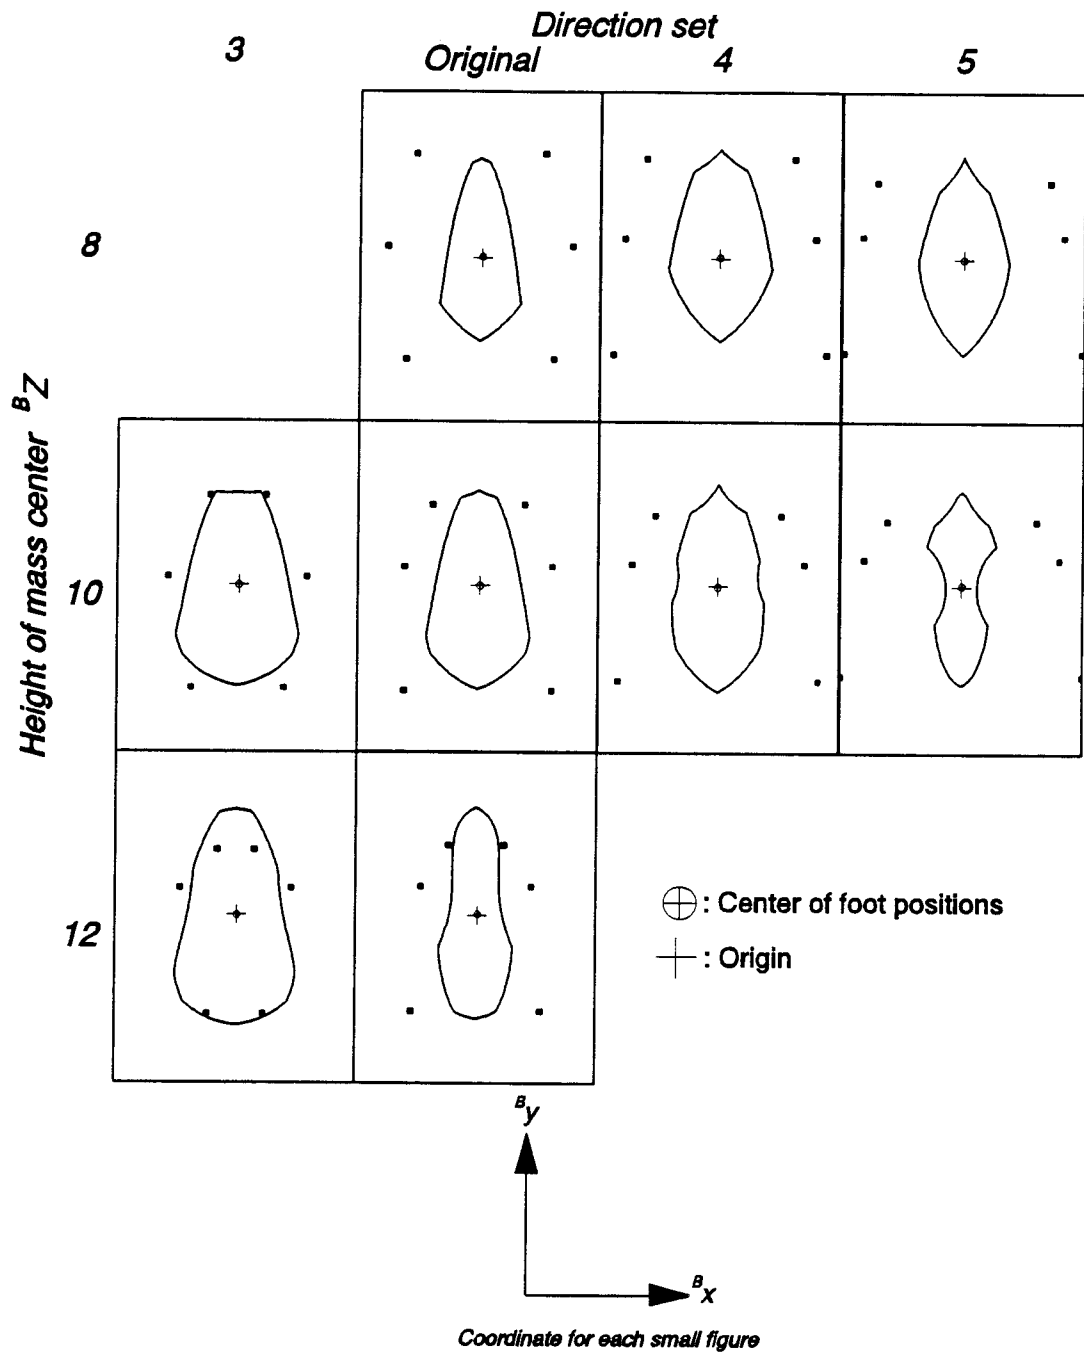 Direction set
3 Original 4 5
8
10
12
Height of mass center ᴮZ
⊕ : Center of foot positions
+ : Origin
ᴮy
ᴮx
Coordinate for each small figure